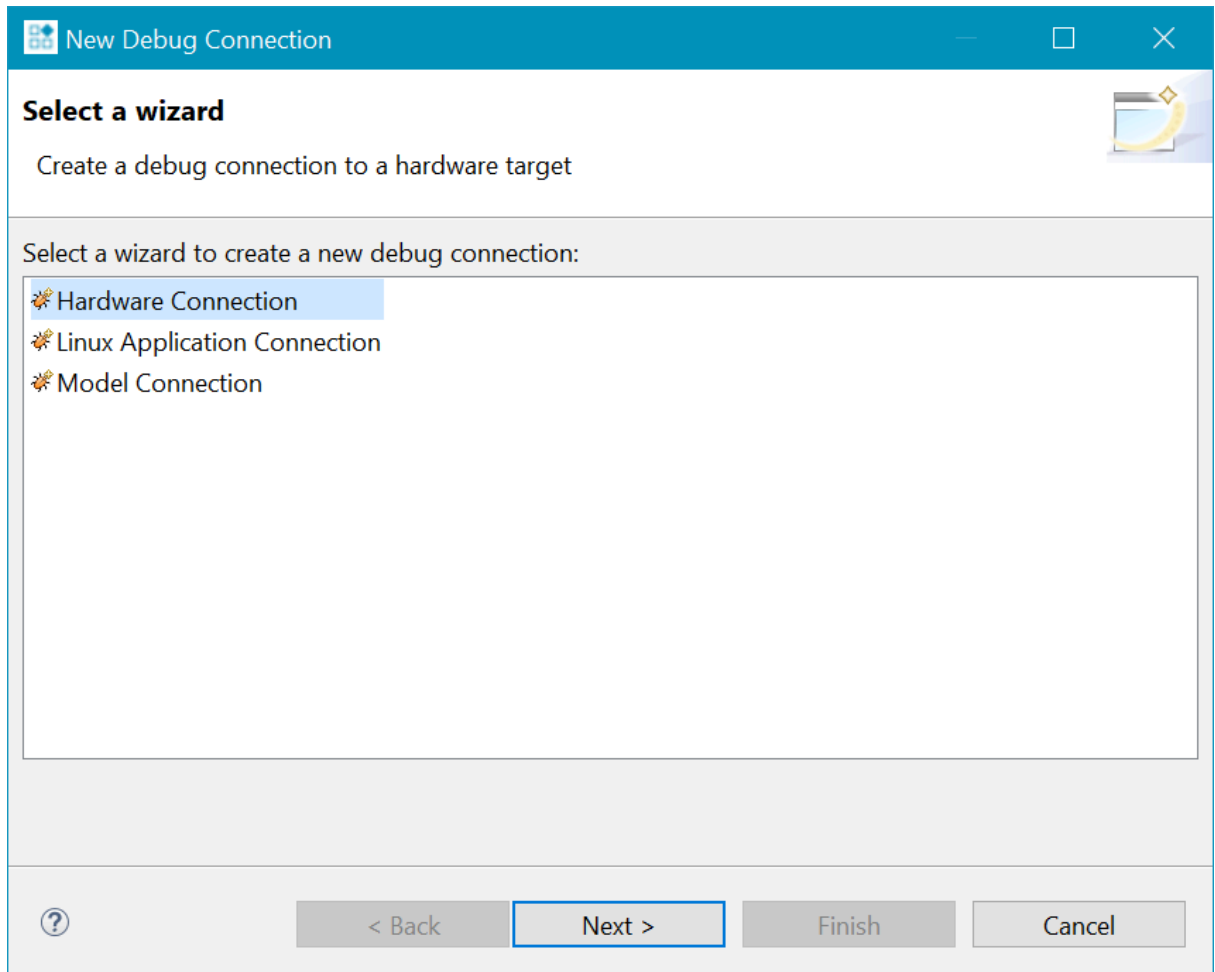 New Debug Connection
Select a wizard
Create a debug connection to a hardware target
Select a wizard to create a new debug connection:
Hardware Connection
Linux Application Connection
Model Connection
?
< Back
Next >
Finish
Cancel